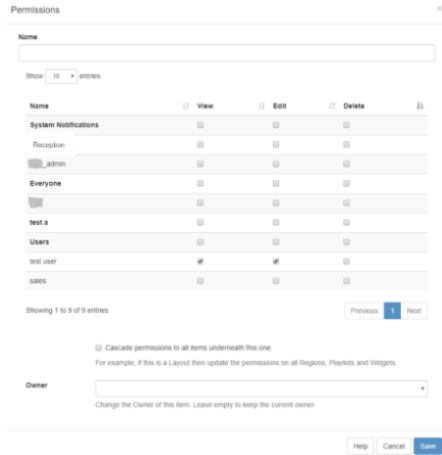 Permissions ×
Name
Show 10 entries
Name View Edit Delete
System Notifications
Reception
_admin
Everyone
test a
Users
test user
sales
Showing 1 to 9 of 9 entries
Previous 1 Next
Cascade permissions to all items underneath this one.
For example, if this is a Layout then update the permissions on all Regions, Playlists and Widgets.
Owner
Change the Owner of this item. Leave empty to keep the current owner.
Help Cancel Save